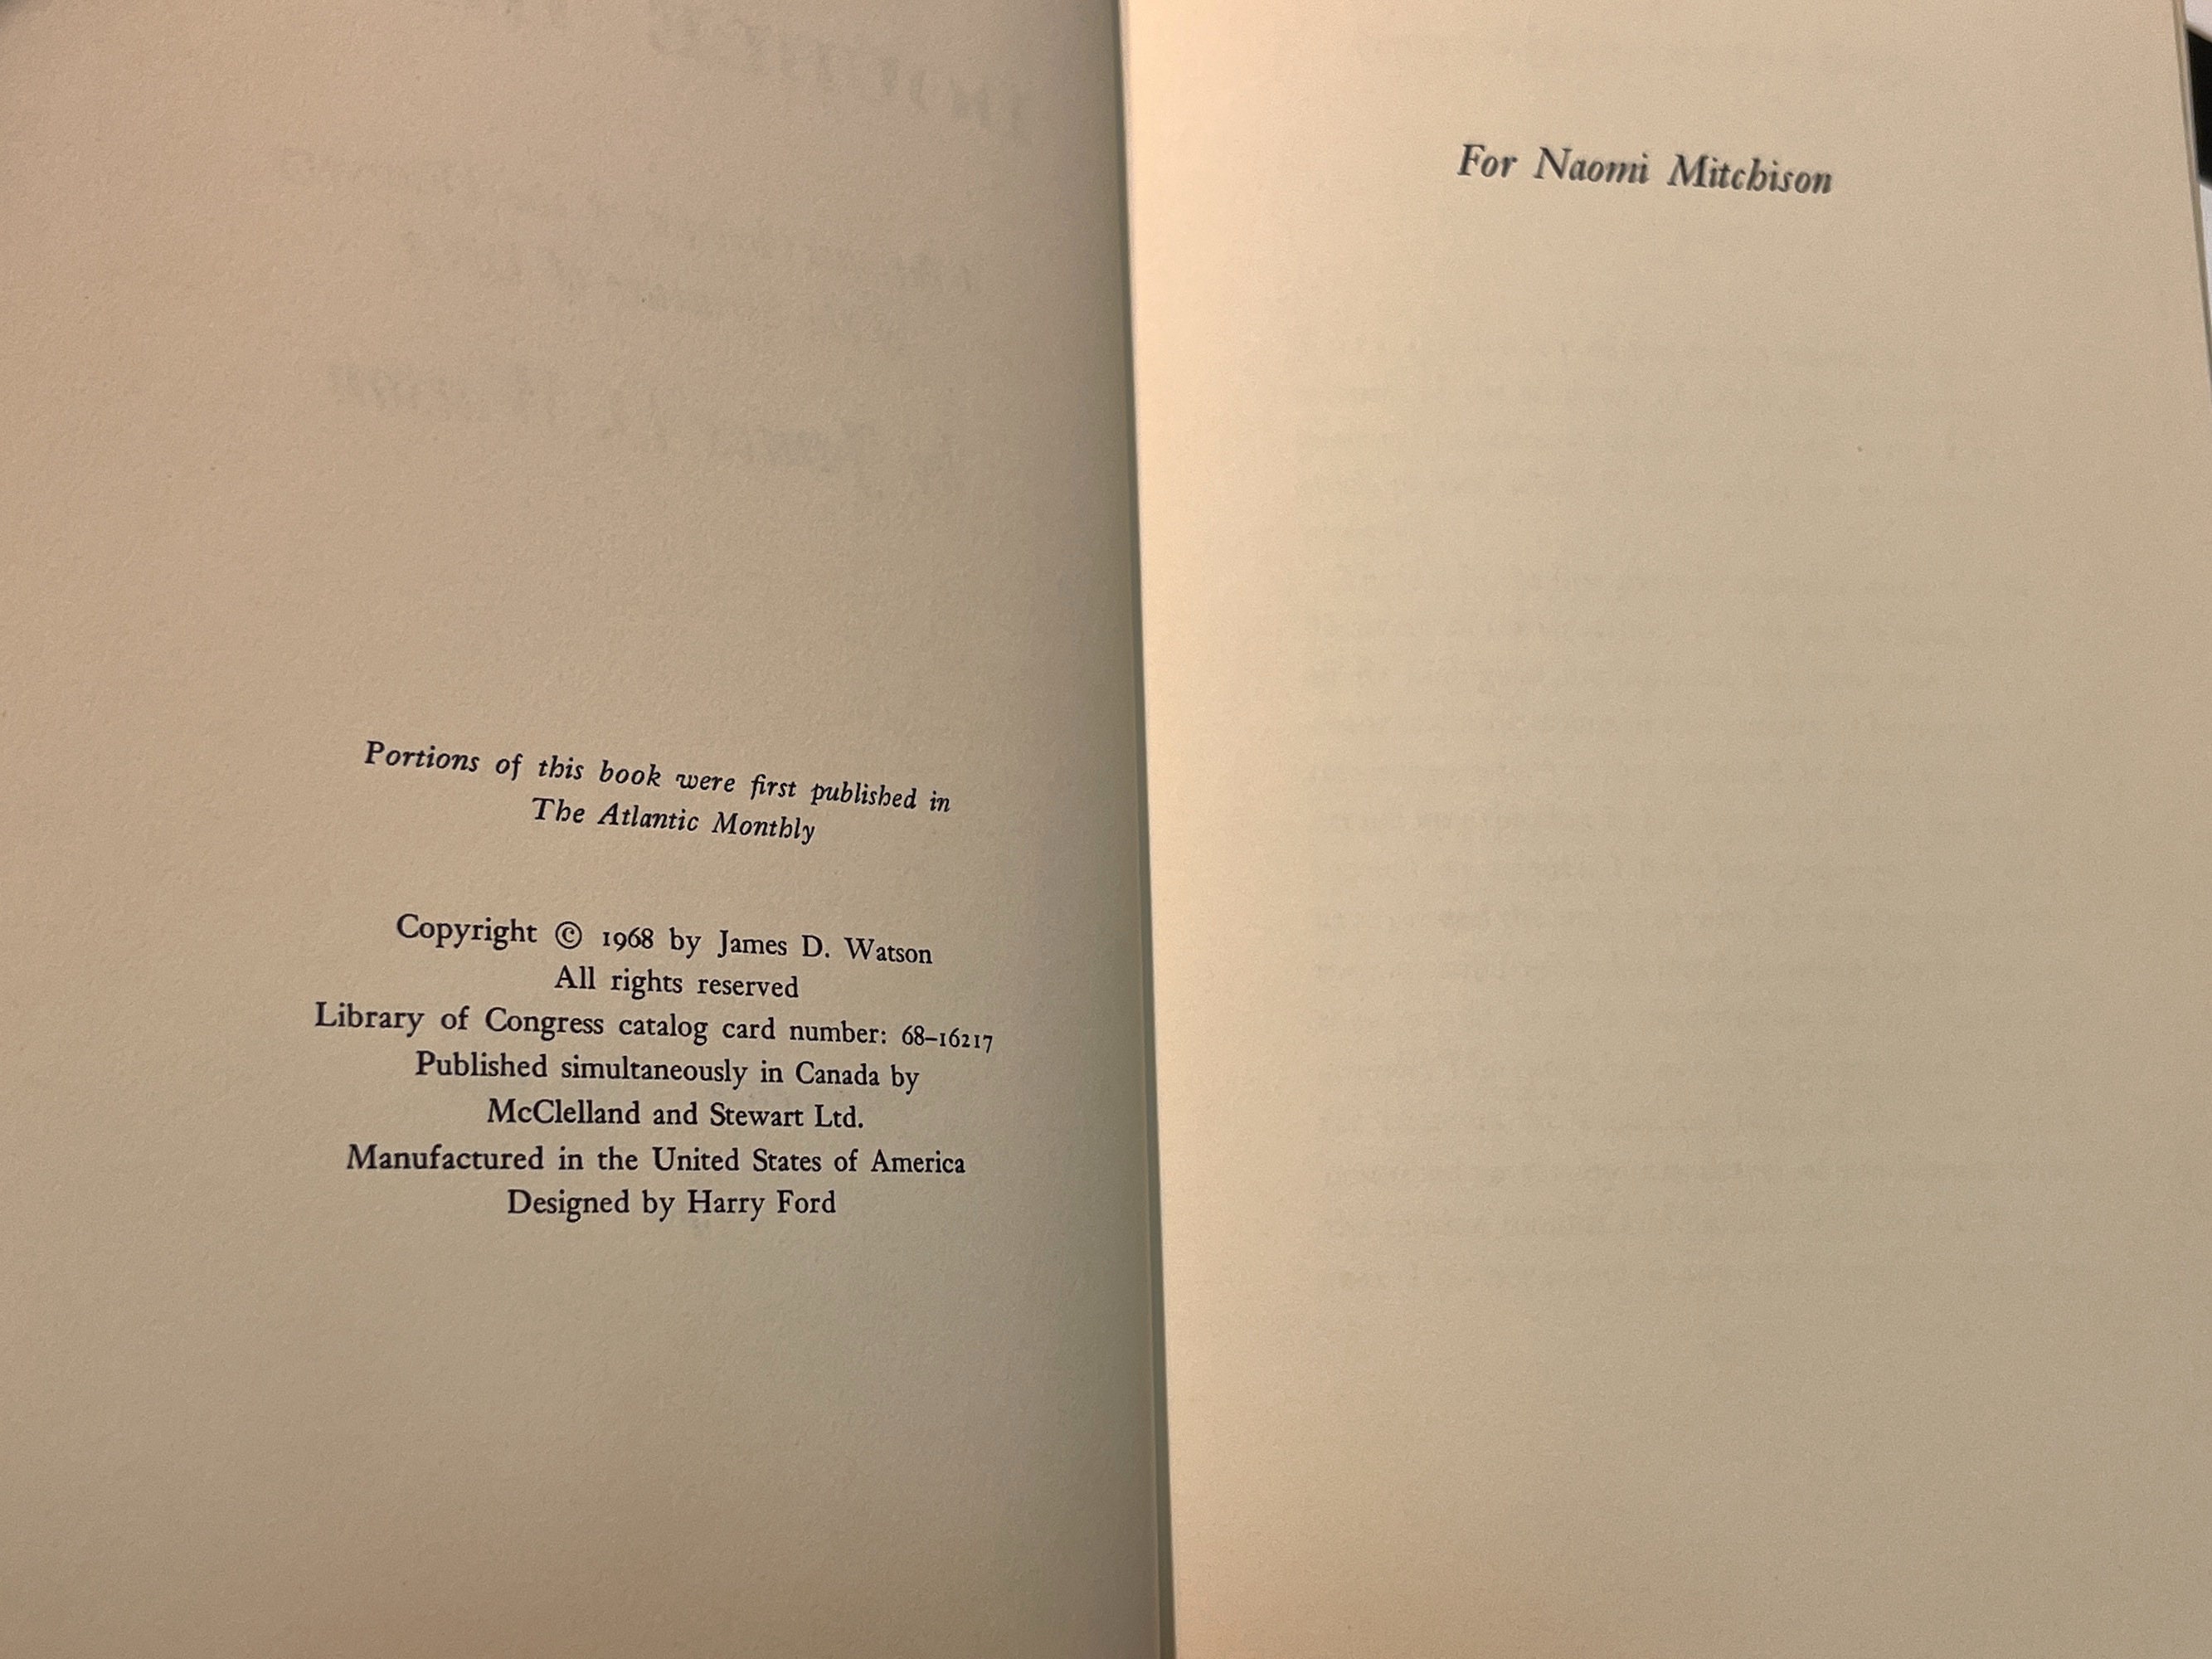 Portions of this book were first published in
The Atlantic Monthly
Copyright © 1968 by James D. Watson
All rights reserved
Library of Congress catalog card number: 68–16217
Published simultaneously in Canada by
McClelland and Stewart Ltd.
Manufactured in the United States of America
Designed by Harry Ford
For Naomi Mitchison